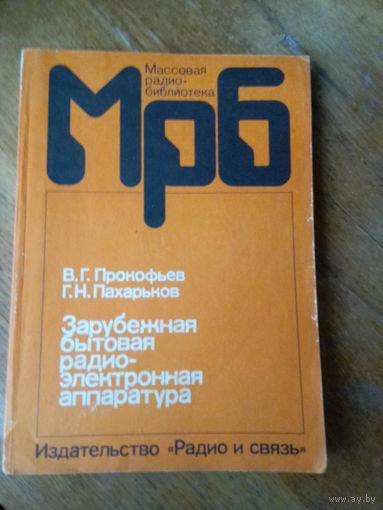 Массовая
радио-
библиотека
Мрб
В.Г. Прокофьев
Г.Н. Пахарьков
Зарубежная
бытовая
радио-
электронная
аппаратура
Издательство «Радио и связь»
www.ay.by